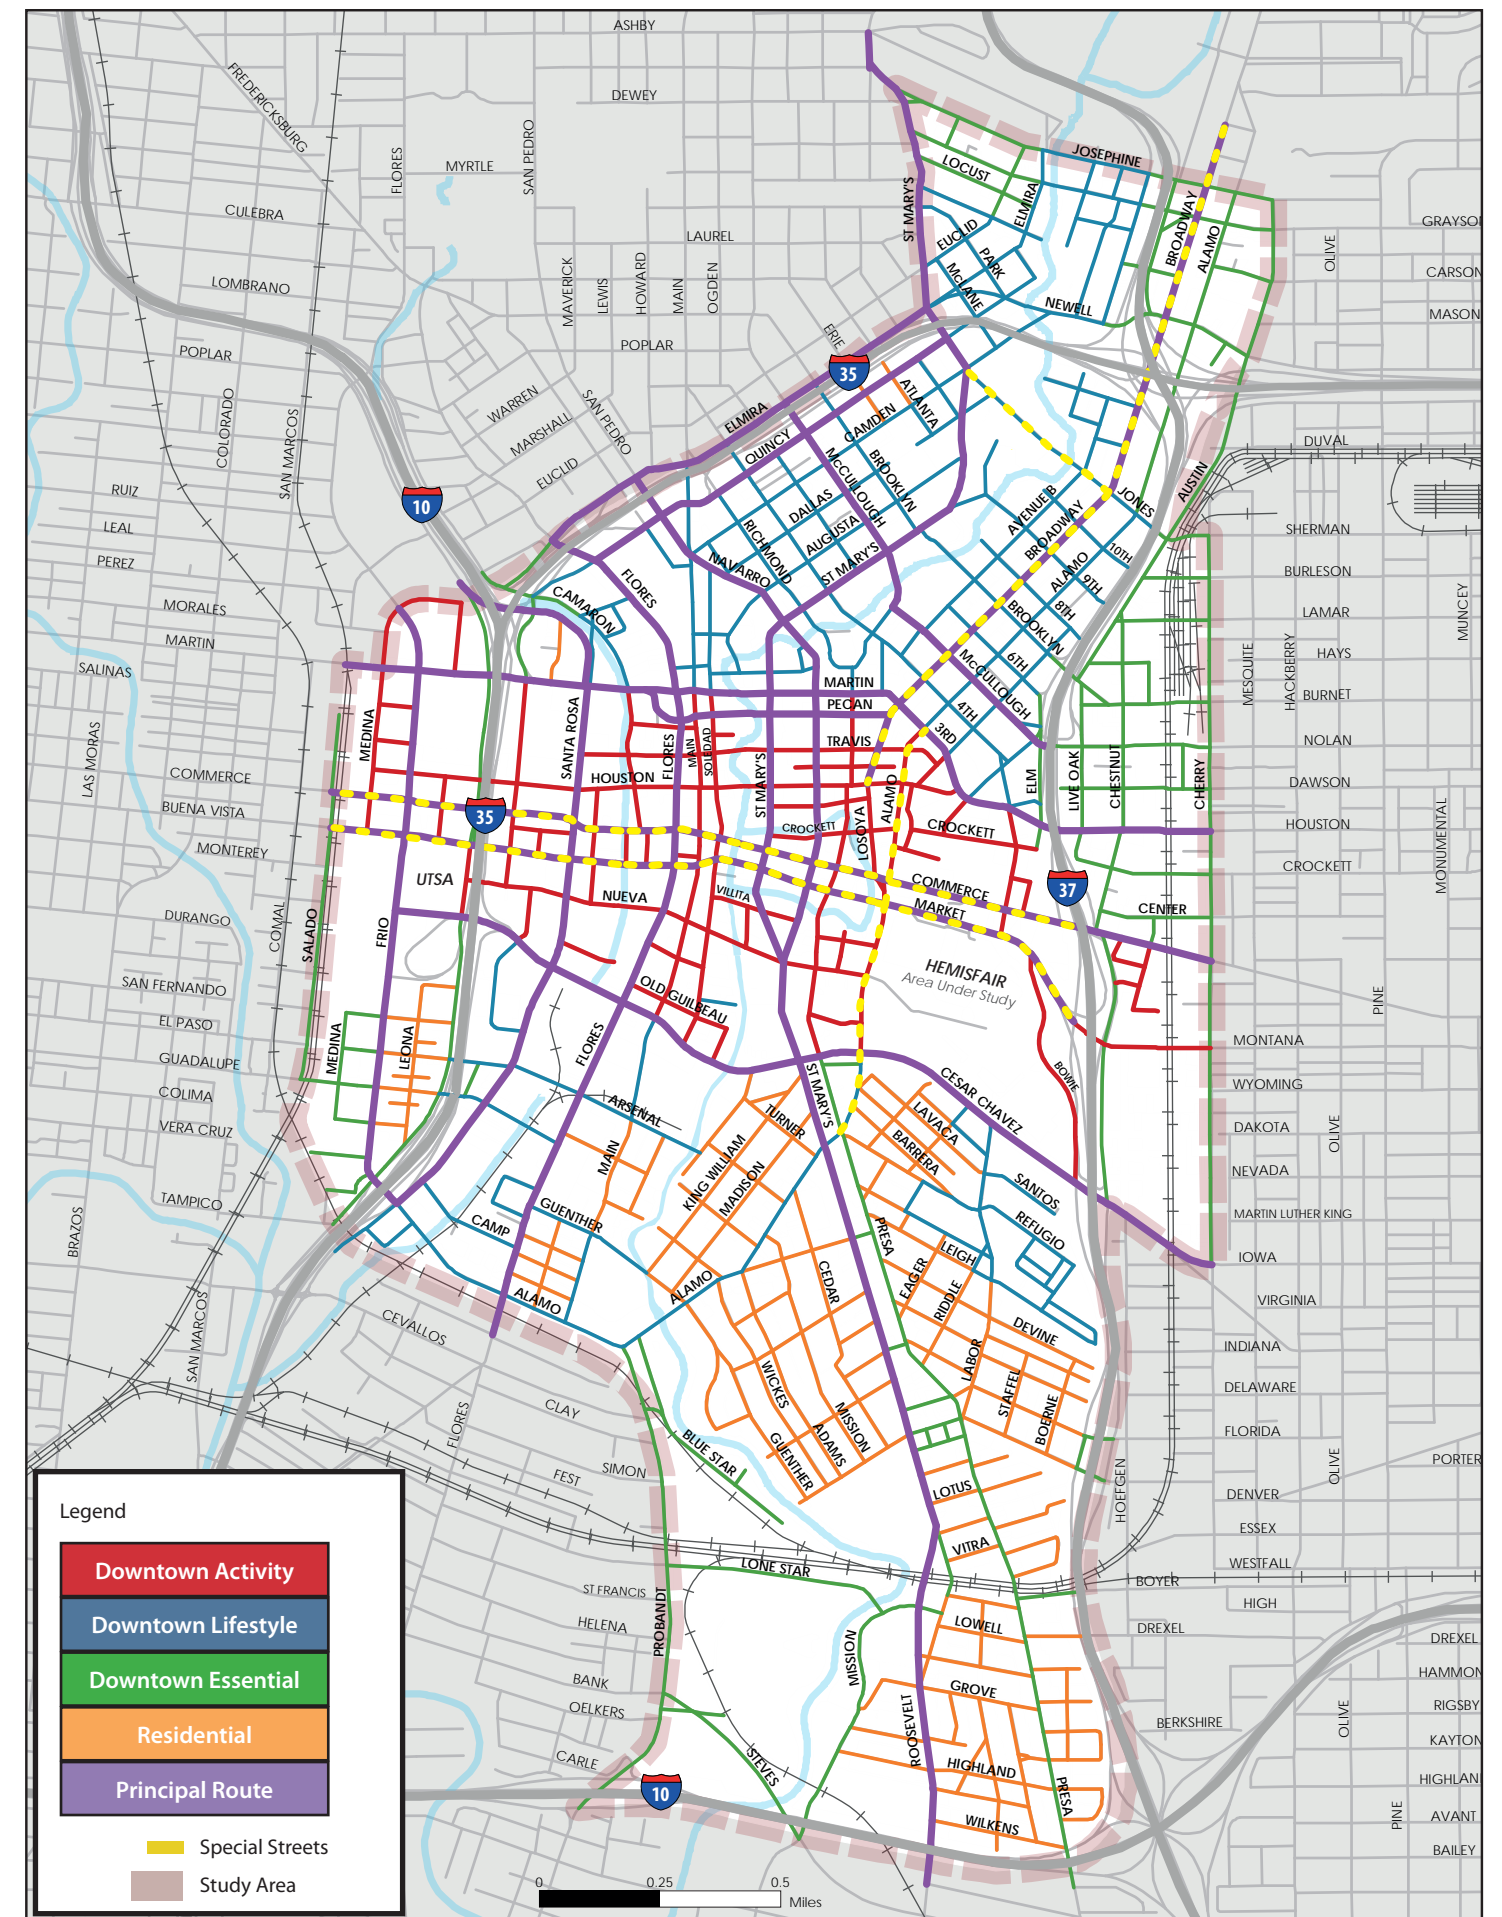 ASHBY
DEWEY
FREDERICKSBURG
FLORES
MYRTLE
SAN PEDRO
CULEBRA
LAUREL
LOMBRANO
MAVERICK
LEWIS
HOWARD
MAIN
OGDEN
ERIE
POPLAR
POPLAR
COLORADO
SAN MARCOS
WARREN
MARSHALL
EUCLID
SAN PEDRO
ST MARY'S
LOCUST
ELMIRA
JOSEPHINE
EUCLID
PARK
McLANE
NEWELL
BROADWAY
ALAMO
OLIVE
GRAYSO
CARSON
MASON
35
ELMIRA
QUINCY
CAMDEN
ATLANTA
McCULLOUGH
BROOKLYN
DALLAS
AUGUSTA
RICHMOND
NAVARRO
ST MARY'S
AVENUE B
BROADWAY
JONES
AUSTIN
10TH
ALAMO
9TH
8TH
BROOKLYN
6TH
McCULLOUGH
4TH
3RD
DUVAL
SHERMAN
BURLESON
LAMAR
HAYS
BURNET
NOLAN
DAWSON
HOUSTON
CROCKETT
MUNCEY
MESQUITE
HACKBERRY
MONUMENTAL
RUIZ
LEAL
PEREZ
MORALES
MARTIN
SALINAS
LAS MORAS
COMMERCE
BUENA VISTA
MONTEREY
DURANGO
COMAL
SAN FERNANDO
EL PASO
GUADALUPE
COLIMA
VERA CRUZ
TAMPICO
BRAZOS
SAN MARCOS
10
CAMARON
FLORES
MARTIN
PECAN
MEDINA
SANTA ROSA
FLORES
MAIN
SOLEDAD
TRAVIS
HOUSTON
ST MARY'S
CROCKETT
LOSOYA
ALAMO
CROCKETT
ELM
LIVE OAK
CHESTNUT
CHERRY
35
UTSA
NUEVA
VILLITA
COMMERCE
MARKET
37
CENTER
SALADO
FRIO
HEMISFAIR
Area Under Study
OLD GUILBEAU
MEDINA
LEONA
FLORES
BOWIE
CESAR CHAVEZ
ST MARY'S
ARSENAL
TURNER
LAVACA
BARRERA
MAIN
KING WILLIAM
MADISON
SANTOS
REFUGIO
GUENTHER
CAMP
PRESA
LEIGH
EAGER
RIDDLE
CEDAR
ALAMO
ALAMO
DEVINE
LABOR
STAFFEL
BOERNE
WICKES
MISSION
ADAMS
GUENTHER
CEVALLOS
FLORES
CLAY
SIMON
FEST
BLUE STAR
LOTUS
VITRA
LONE STAR
ST FRANCIS
HELENA
PROBANDT
BANK
OELKERS
CARLE
STEVES
MISSION
ROOSEVELT
LOWELL
GROVE
HIGHLAND
WILKENS
PRESA
10
MONTANA
WYOMING
DAKOTA
NEVADA
MARTIN LUTHER KING
IOWA
VIRGINIA
INDIANA
DELAWARE
FLORIDA
PORTER
DENVER
ESSEX
WESTFALL
BOYER
HIGH
DREXEL
DREXEL
HAMMON
RIGSBY
KAYTON
HIGHLAN
AVANT
BAILEY
BERKSHIRE
HOEFGEN
PINE
OLIVE
OLIVE
OLIVE
PINE
Legend
Downtown Activity
Downtown Lifestyle
Downtown Essential
Residential
Principal Route
Special Streets
Study Area
0
0.25
0.5
Miles